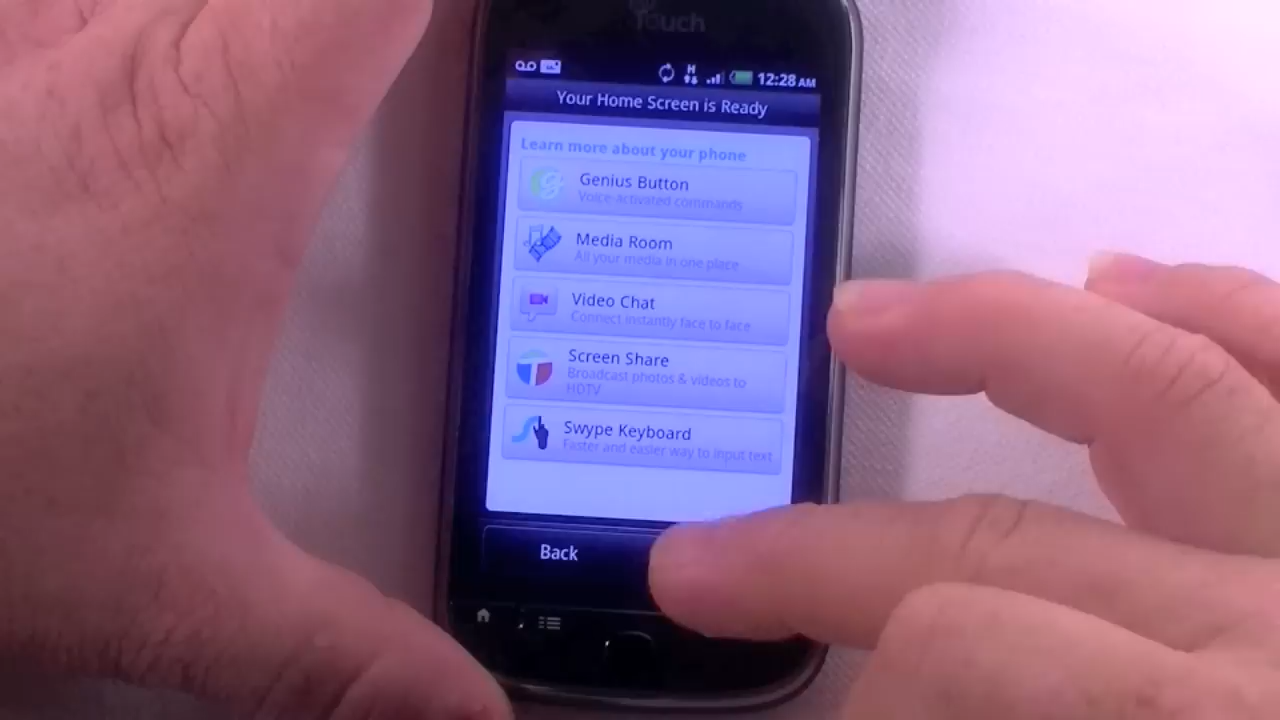 Touch
12:28 AM
Your Home Screen is Ready
Learn more about your phone
Genius Button
Voice-activated commands
Media Room
All your media in one place
Video Chat
Connect instantly face to face
Screen Share
Broadcast photos & videos to
HDTV
Swype Keyboard
Faster and easier way to input text
Back